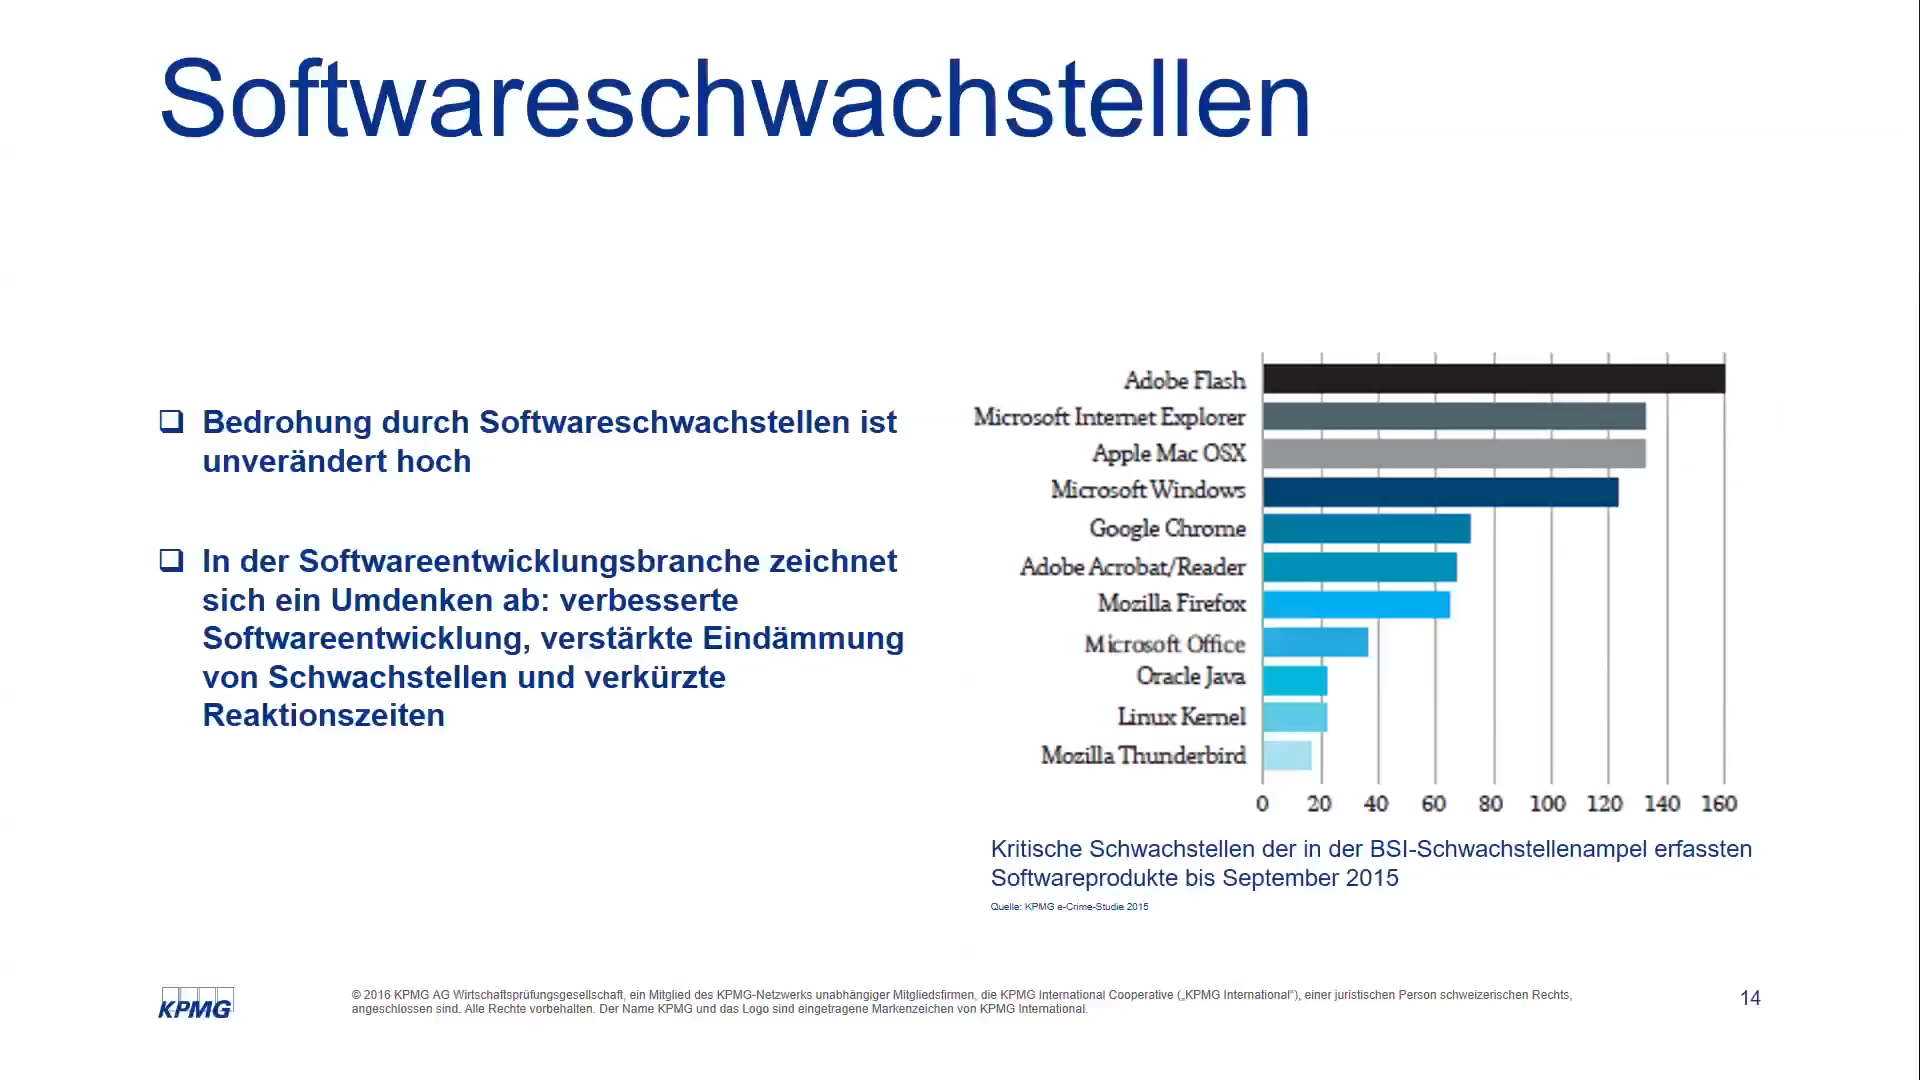 Softwareschwachstellen
❑ Bedrohung durch Softwareschwachstellen ist
unverändert hoch
❑ In der Softwareentwicklungsbranche zeichnet
sich ein Umdenken ab: verbesserte
Softwareentwicklung, verstärkte Eindämmung
von Schwachstellen und verkürzte
Reaktionszeiten
Adobe Flash
Microsoft Internet Explorer
Apple Mac OSX
Microsoft Windows
Google Chrome
Adobe Acrobat/Reader
Mozilla Firefox
Microsoft Office
Oracle Java
Linux Kernel
Mozilla Thunderbird
0 20 40 60 80 100 120 140 160
Kritische Schwachstellen der in der BSI-Schwachstellenampel erfassten
Softwareprodukte bis September 2015
Quelle: KPMG e-Crime-Studie 2015
KPMG
© 2016 KPMG AG Wirtschaftsprüfungsgesellschaft, ein Mitglied des KPMG-Netzwerks unabhängiger Mitgliedsfirmen, die KPMG International Cooperative („KPMG International“), einer juristischen Person schweizerischen Rechts,
angeschlossen sind. Alle Rechte vorbehalten. Der Name KPMG und das Logo sind eingetragene Markenzeichen von KPMG International.
14